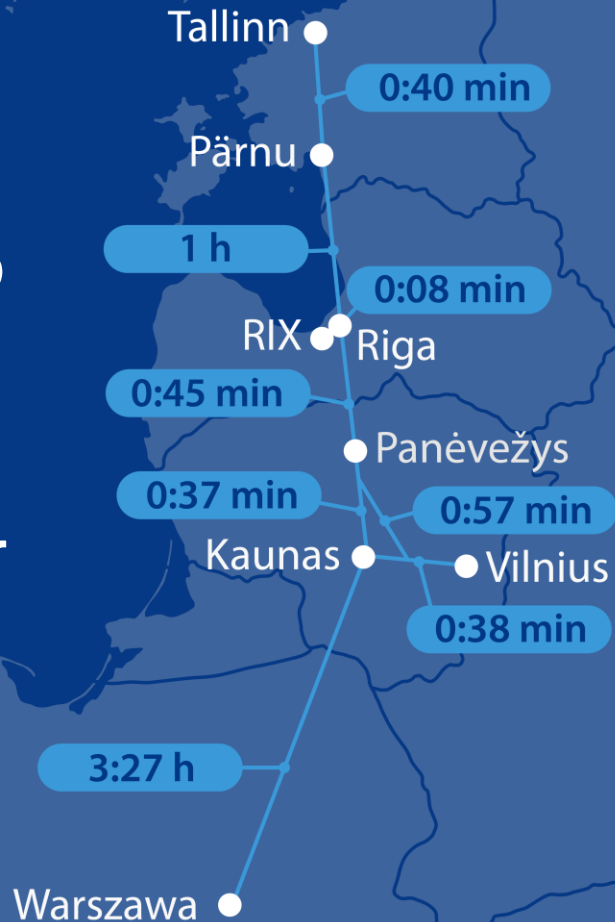 Tallinn
0:40 min
Pärnu
1 h
0:08 min
RIX
Riga
0:45 min
Panėvežys
0:37 min
0:57 min
Kaunas
Vilnius
0:38 min
3:27 h
Warszawa